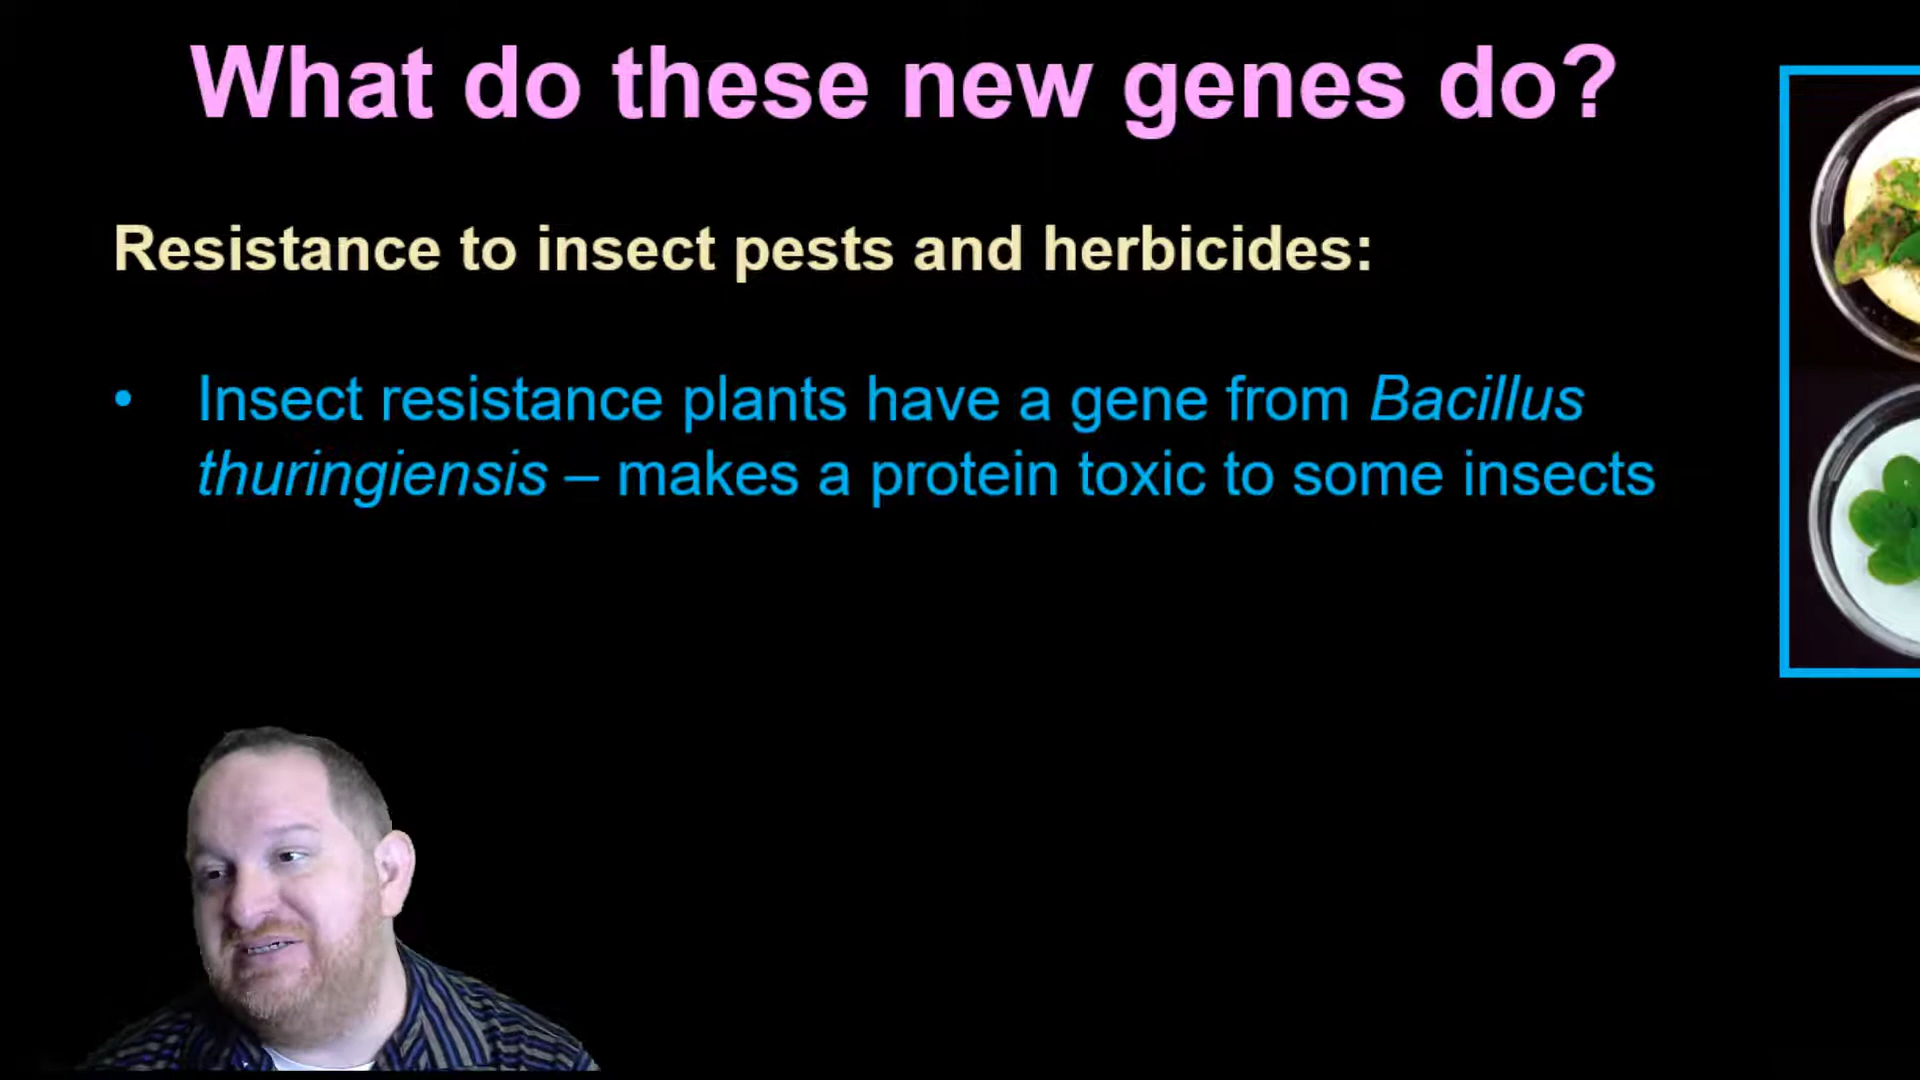 What do these new genes do?
Resistance to insect pests and herbicides:
• Insect resistance plants have a gene from Bacillus
thuringiensis – makes a protein toxic to some insects